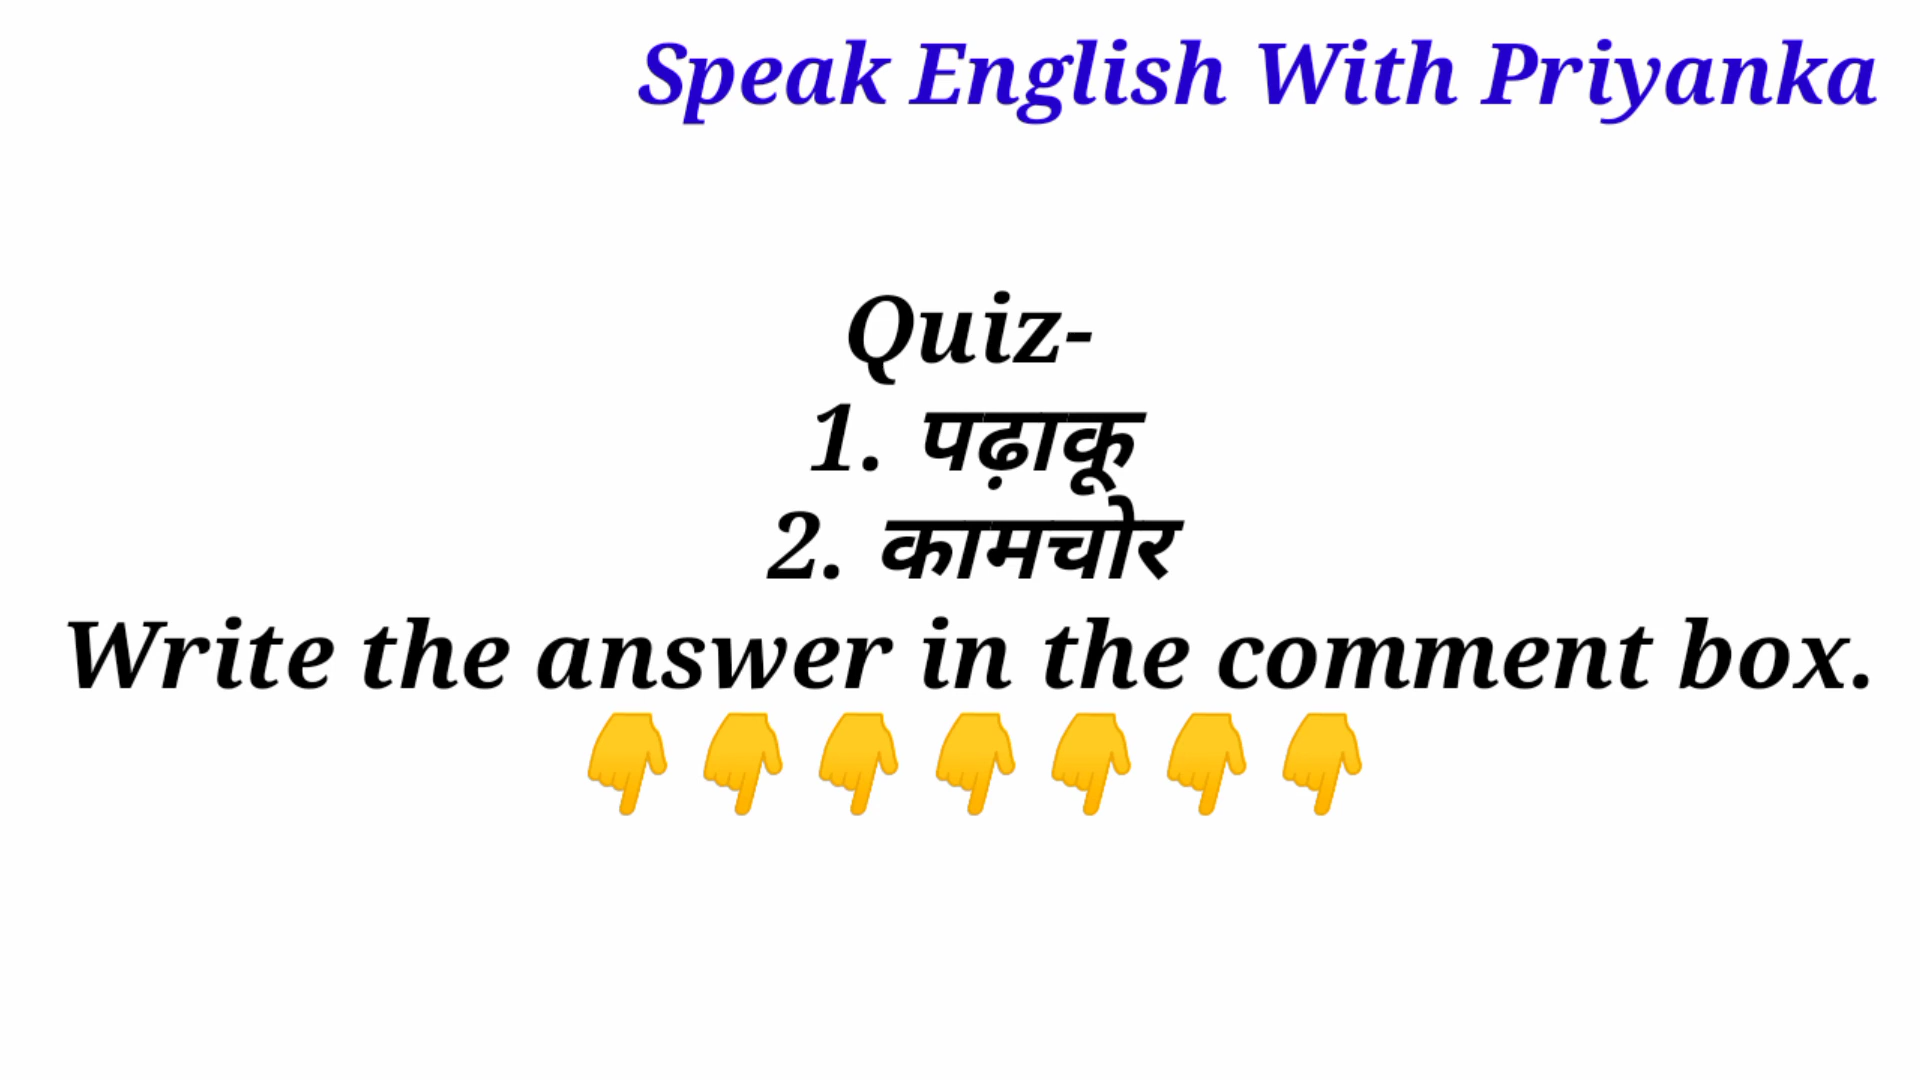 Speak English With Priyanka
Quiz-
1. पढ़ाकू
2. कामचोर
Write the answer in the comment box.
👇👇👇👇👇👇👇